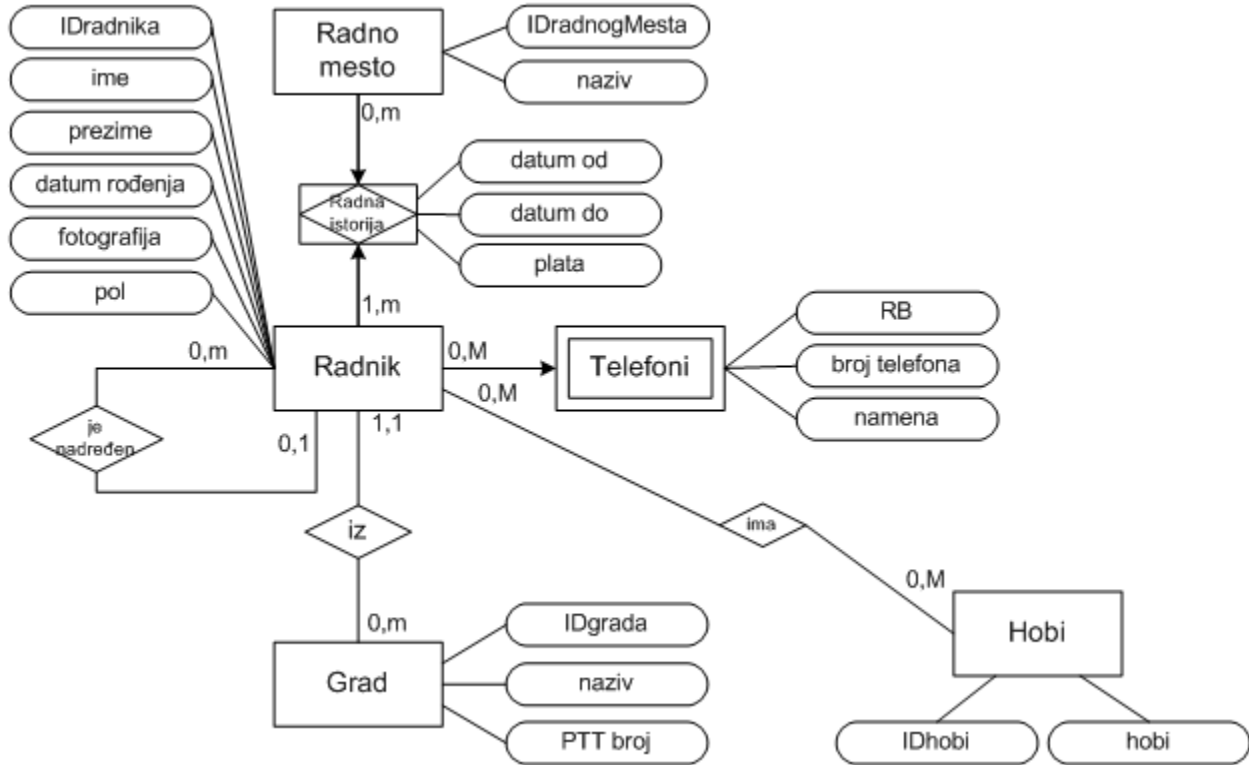 IDradnika
ime
prezime
datum rođenja
fotografija
pol
Radno
mesto
IDradnogMesta
naziv
0,m
Radna
istorija
datum od
datum do
plata
1,m
Radnik
0,m
je
nadređen
0,1
0,M
Telefoni
RB
broj telefona
namena
0,M
ima
0,M
Hobi
IDhobi
hobi
1,1
iz
0,m
Grad
IDgrada
naziv
PTT broj